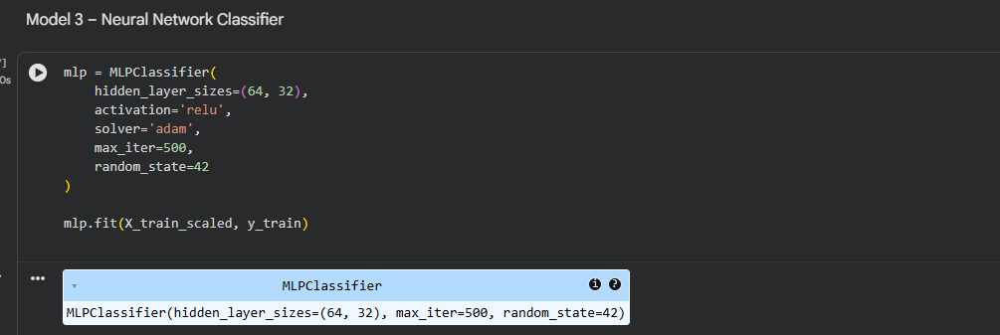 Model 3 – Neural Network Classifier
]
0s
mlp = MLPClassifier(
    hidden_layer_sizes=(64, 32),
    activation='relu',
    solver='adam',
    max_iter=500,
    random_state=42
)
mlp.fit(X_train_scaled, y_train)
MLPClassifier i ?
MLPClassifier(hidden_layer_sizes=(64, 32), max_iter=500, random_state=42)